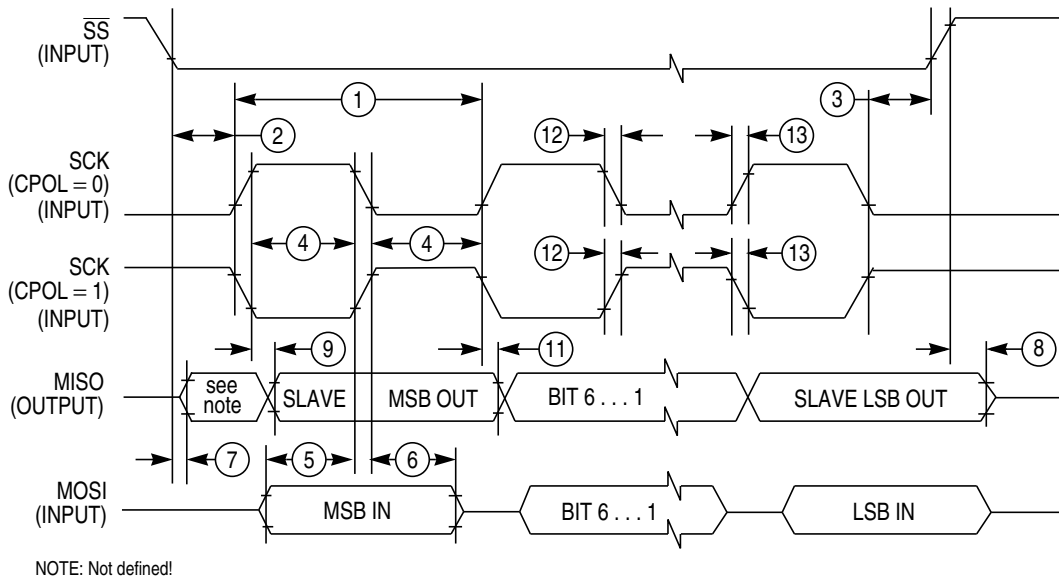 SS
(INPUT)
1
3
2
12
13
SCK
(CPOL = 0)
(INPUT)
4
4
SCK
(CPOL = 1)
(INPUT)
12
13
9
11
8
MISO
(OUTPUT)
see
note
SLAVE
MSB OUT
BIT 6 . . . 1
SLAVE LSB OUT
7
5
6
MOSI
(INPUT)
MSB IN
BIT 6 . . . 1
LSB IN
NOTE: Not defined!